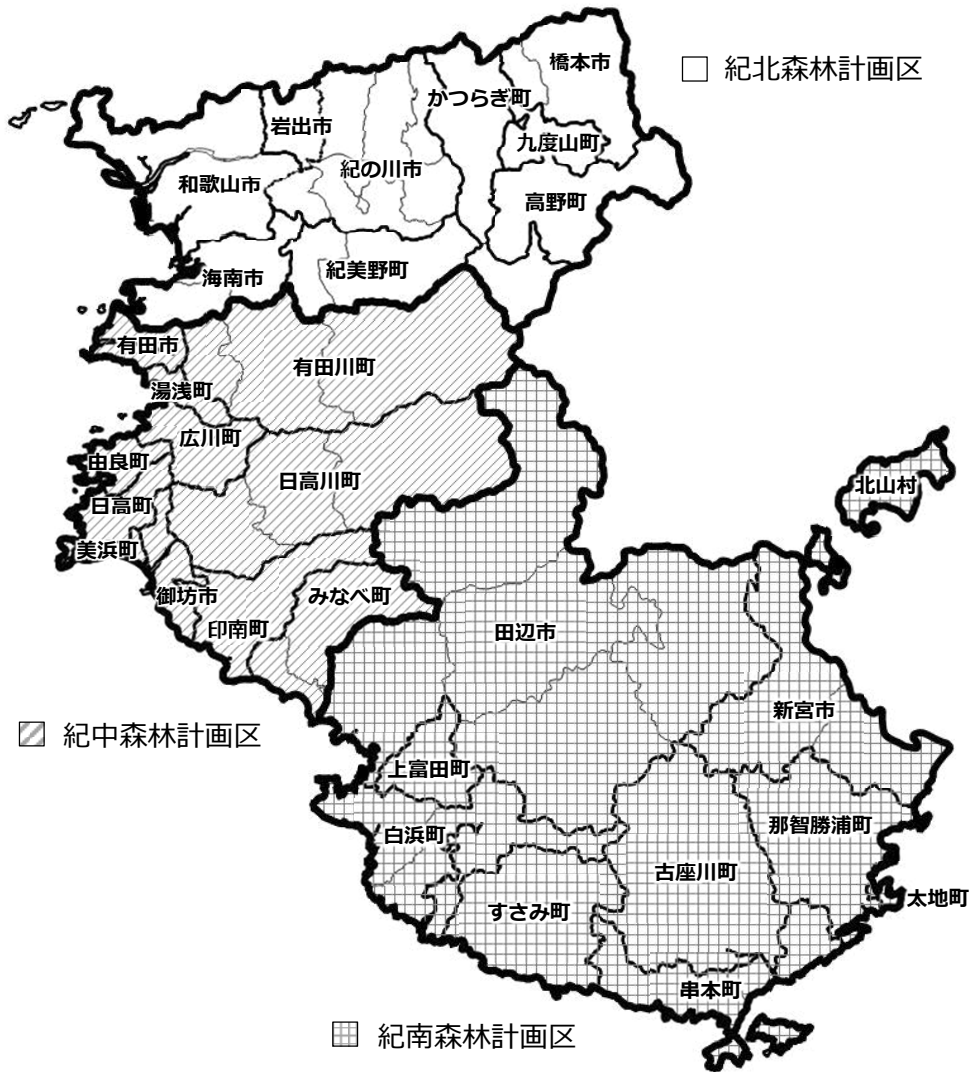 橋本市
紀北森林計画区
かつらぎ町
岩出市
九度山町
紀の川市
和歌山市
高野町
紀美野町
海南市
有田市
有田川町
湯浅町
広川町
由良町
日高川町
北山村
日高町
美浜町
みなべ町
御坊市
印南町
田辺市
新宮市
紀中森林計画区
上富田町
那智勝浦町
白浜町
古座川町
太地町
すさみ町
串本町
紀南森林計画区